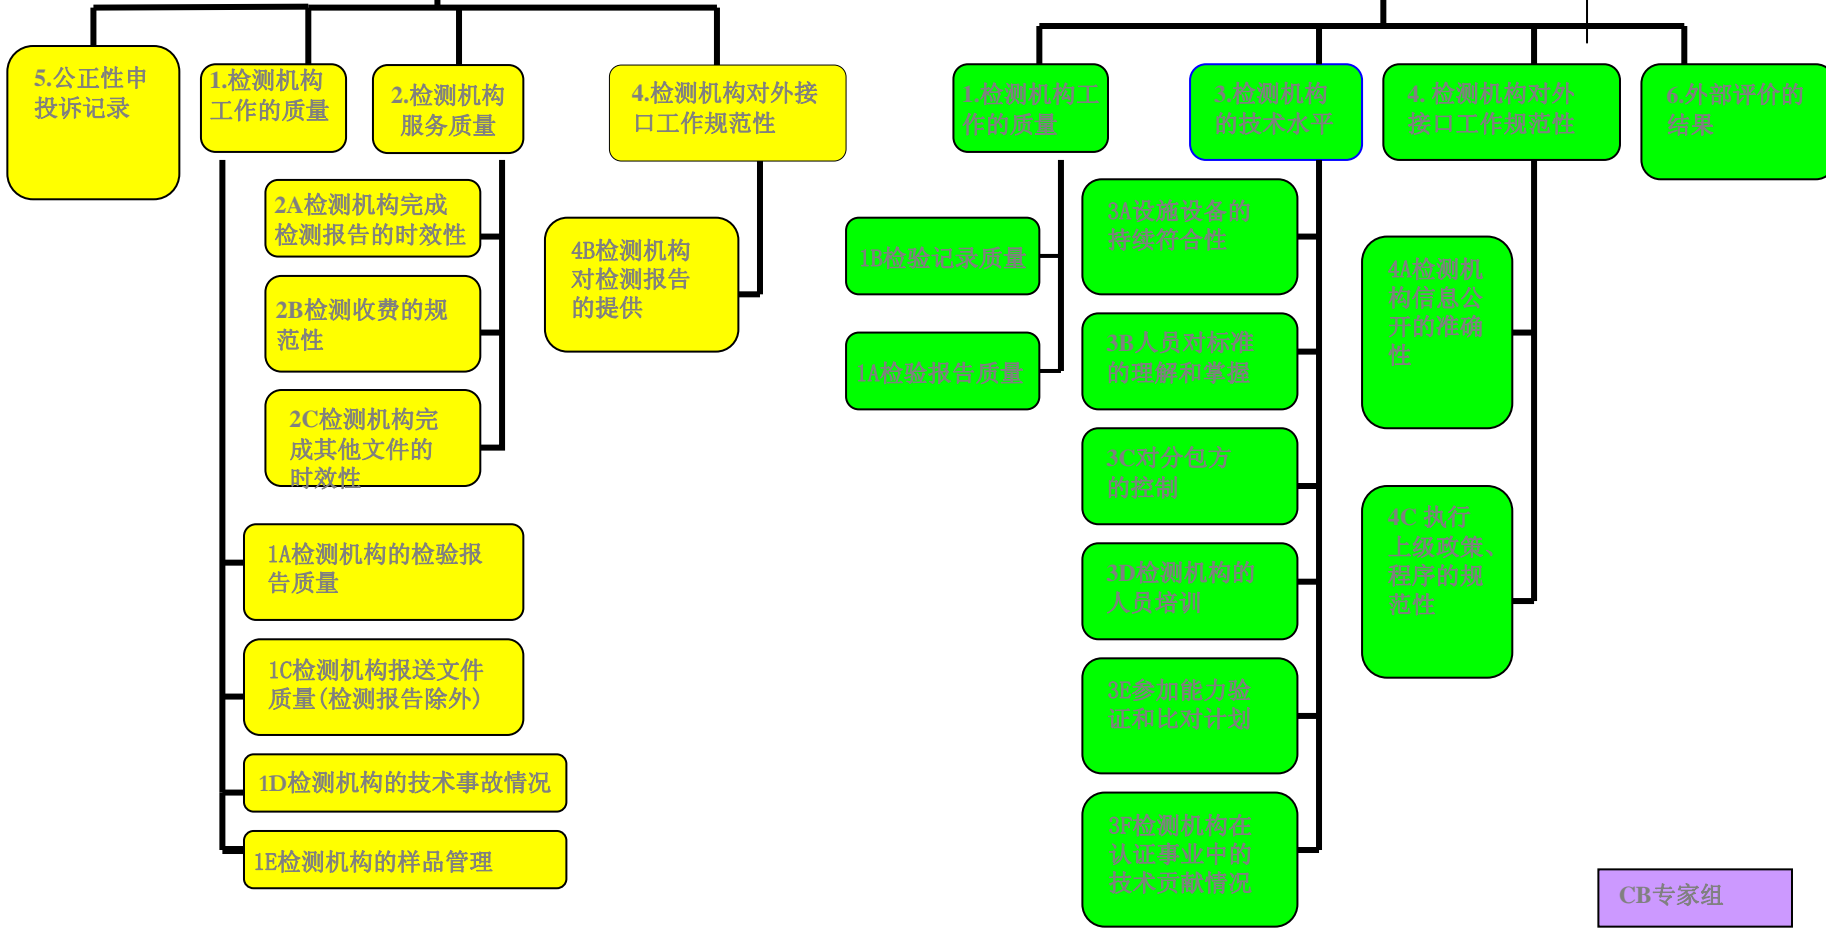 5.公正性申
投诉记录
1.检测机构
工作的质量
2.检测机构
服务质量
4.检测机构对外接
口工作规范性
1.检测机构工
作的质量
3.检测机构
的技术水平
4. 检测机构对外
接口工作规范性
6.外部评价的
结果
2A检测机构完成
检测报告的时效性
2B检测收费的规
范性
2C检测机构完
成其他文件的
时效性
4B检测机构
对检测报告
的提供
1A检测机构的检验报
告质量
1C检测机构报送文件
质量(检测报告除外)
1D检测机构的技术事故情况
1E检测机构的样品管理
1B检验记录质量
1A检验报告质量
3A设施设备的
持续符合性
3B人员对标准
的理解和掌握
3C对分包方
的控制
3D检测机构的
人员培训
3E参加能力验
证和比对计划
3F检测机构在
认证事业中的
技术贡献情况
4A检测机
构信息公
开的准确
性
4C 执行
上级政策、
程序的规
范性
CB专家组